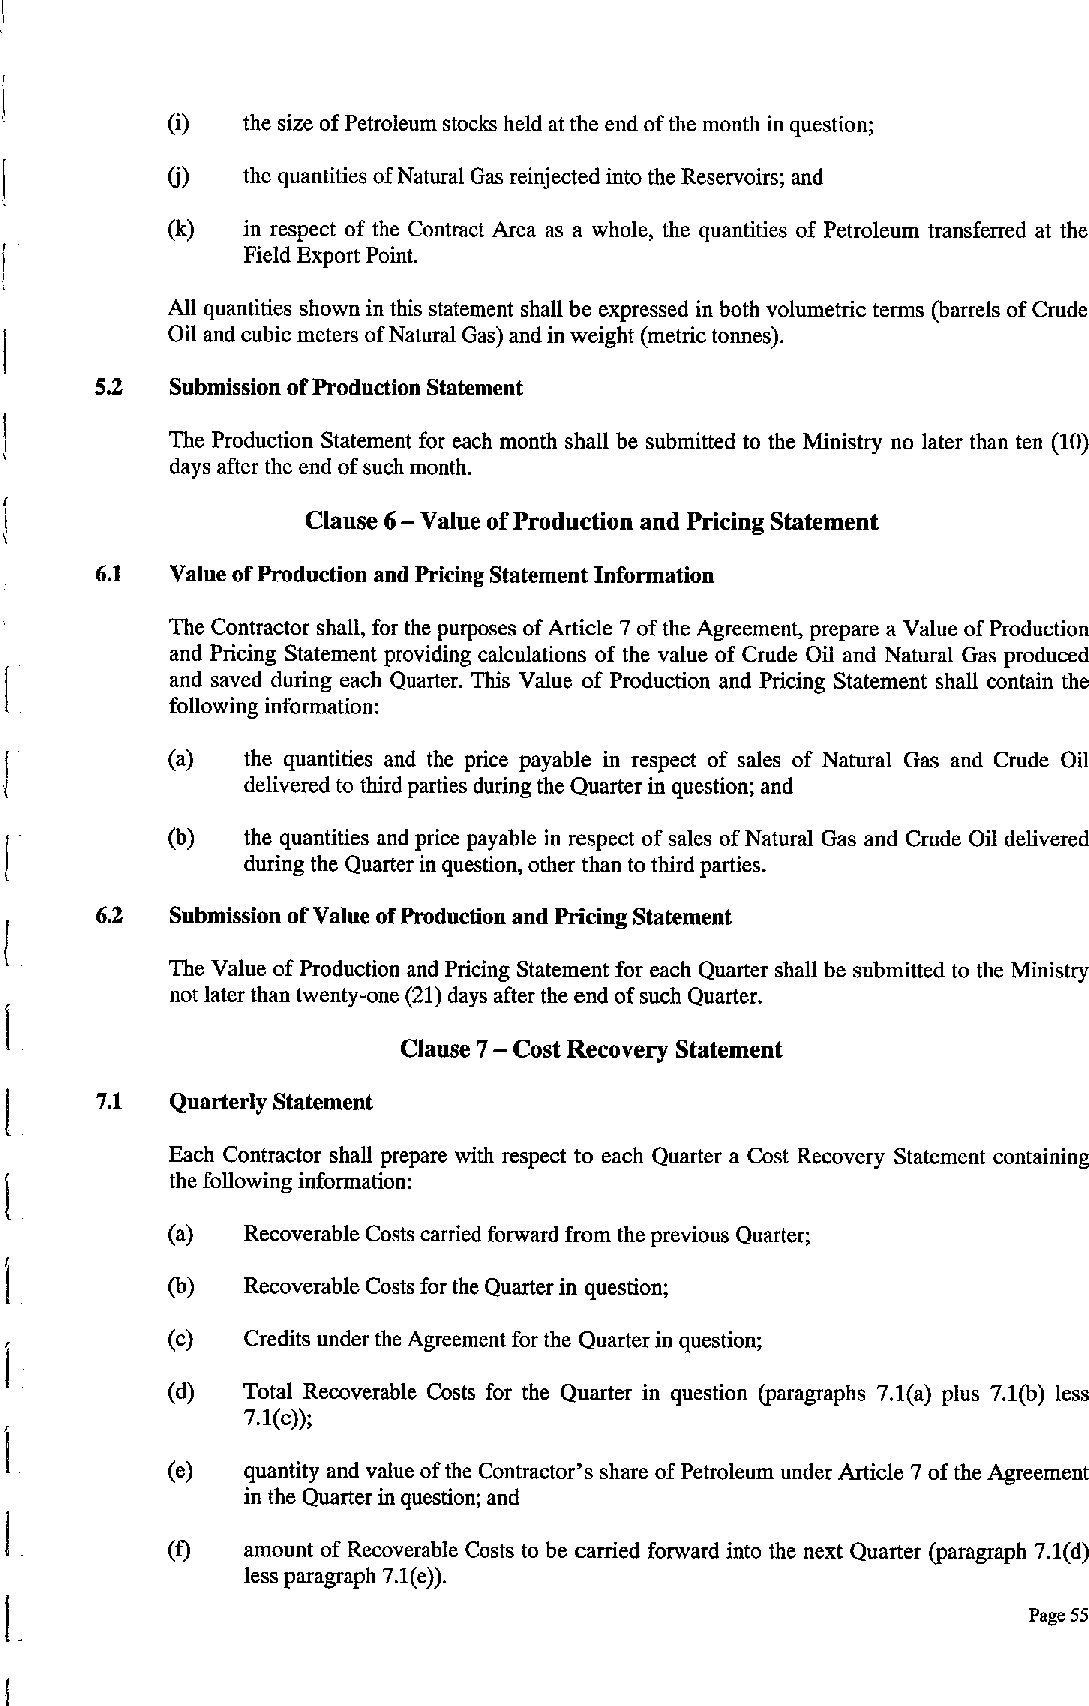 (i) the size of Petroleum stocks held at the end of the month in question;
(j) the quantities of Natural Gas reinjected into the Reservoirs; and
(k) in respect of the Contract Area as a whole, the quantities of Petroleum transferred at the
Field Export Point.
All quantities shown in this statement shall be expressed in both volumetric terms (barrels of Crude
Oil and cubic meters of Natural Gas) and in weight (metric tonnes).
5.2 Submission of Production Statement
The Production Statement for each month shall be submitted to the Ministry no later than ten (10)
days after the end of such month.
Clause 6 – Value of Production and Pricing Statement
6.1 Value of Production and Pricing Statement Information
The Contractor shall, for the purposes of Article 7 of the Agreement, prepare a Value of Production
and Pricing Statement providing calculations of the value of Crude Oil and Natural Gas produced
and saved during each Quarter. This Value of Production and Pricing Statement shall contain the
following information:
(a) the quantities and the price payable in respect of sales of Natural Gas and Crude Oil
delivered to third parties during the Quarter in question; and
(b) the quantities and price payable in respect of sales of Natural Gas and Crude Oil delivered
during the Quarter in question, other than to third parties.
6.2 Submission of Value of Production and Pricing Statement
The Value of Production and Pricing Statement for each Quarter shall be submitted to the Ministry
not later than twenty-one (21) days after the end of such Quarter.
Clause 7 – Cost Recovery Statement
7.1 Quarterly Statement
Each Contractor shall prepare with respect to each Quarter a Cost Recovery Statement containing
the following information:
(a) Recoverable Costs carried forward from the previous Quarter;
(b) Recoverable Costs for the Quarter in question;
(c) Credits under the Agreement for the Quarter in question;
(d) Total Recoverable Costs for the Quarter in question (paragraphs 7.1(a) plus 7.1(b) less
7.1(c));
(e) quantity and value of the Contractor's share of Petroleum under Article 7 of the Agreement
in the Quarter in question; and
(f) amount of Recoverable Costs to be carried forward into the next Quarter (paragraph 7.1(d)
less paragraph 7.1(e)).
Page 55